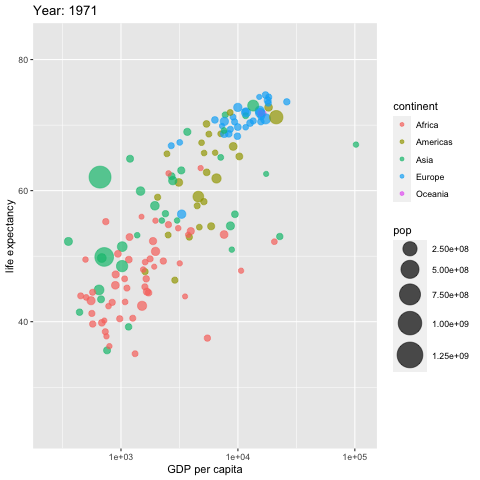 Year: 1971
80
60
40
life expectancy
1e+03
1e+04
1e+05
GDP per capita
continent
Africa
Americas
Asia
Europe
Oceania
pop
2.50e+08
5.00e+08
7.50e+08
1.00e+09
1.25e+09